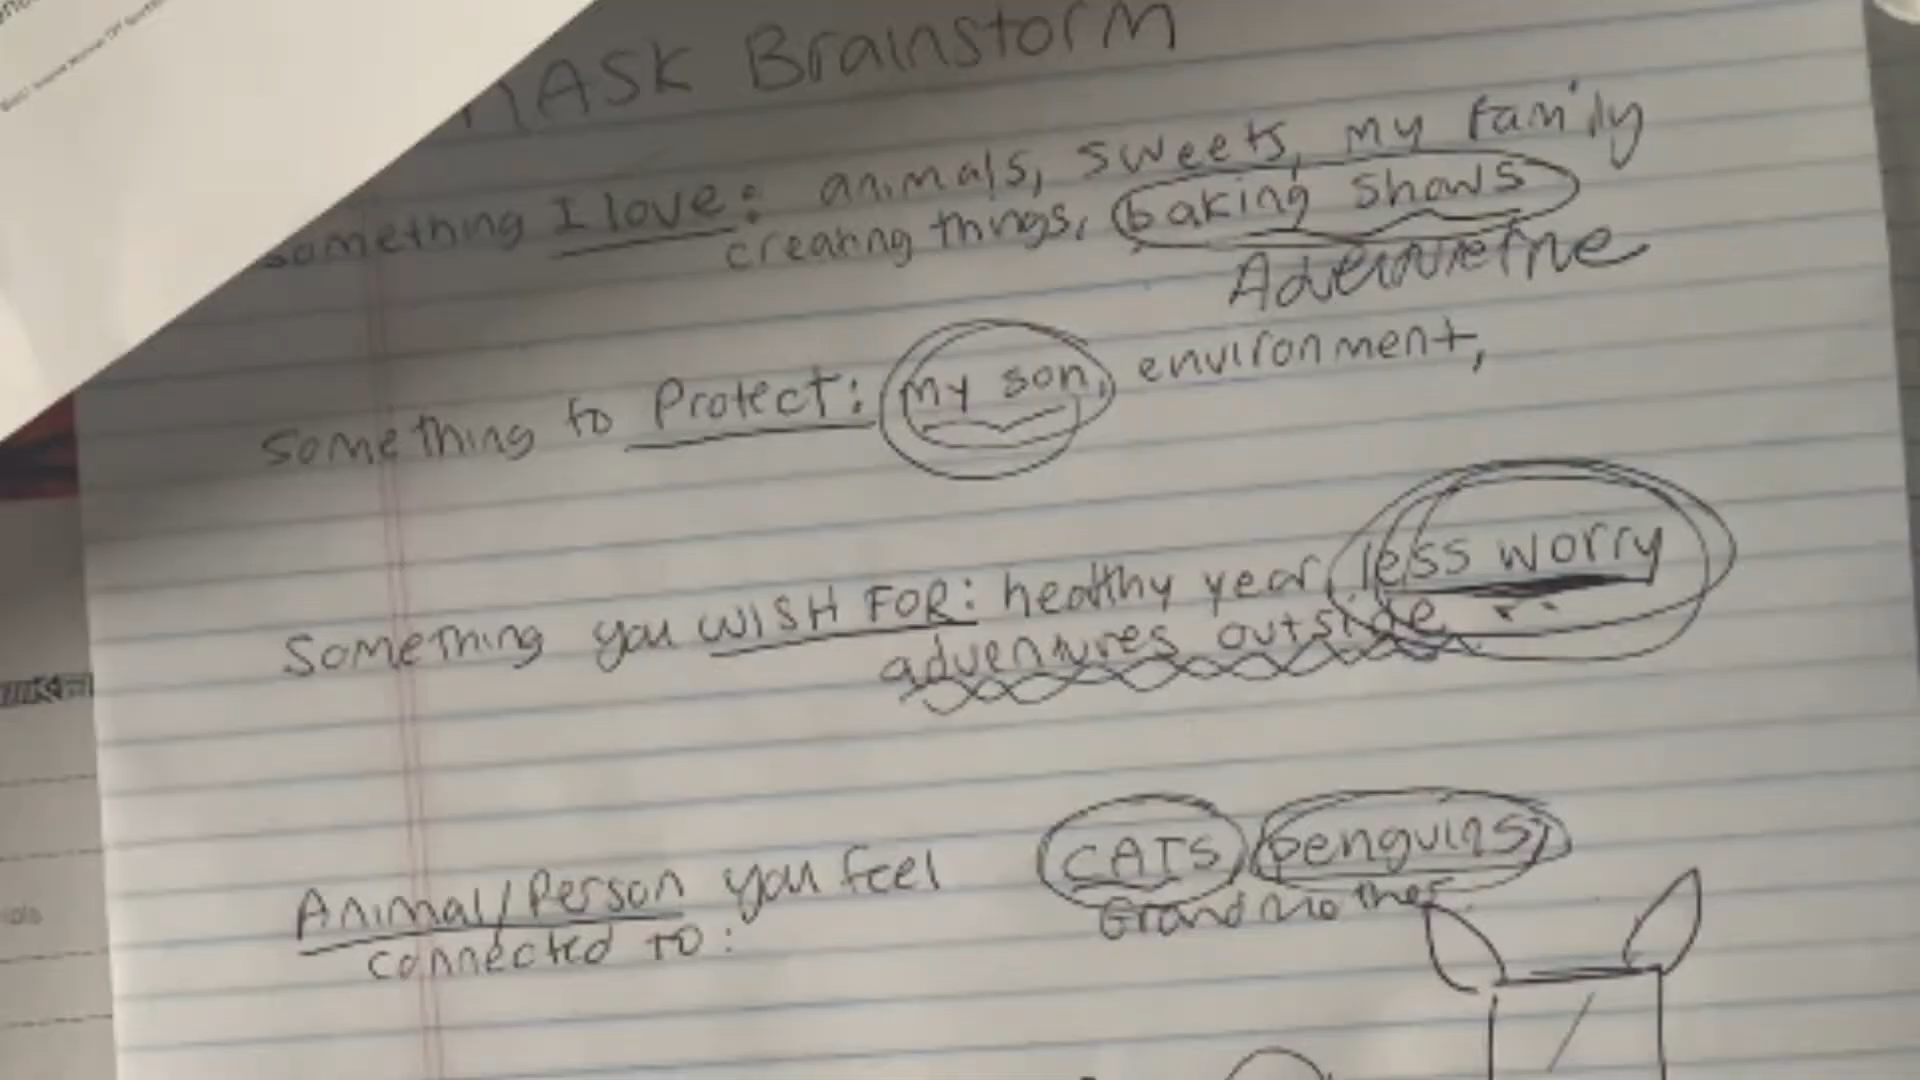 MASK Brainstorm
Something I love: animals, sweets, my family
creating things, baking shows
Something to Protect: my son, environment,
Something you WISH FOR: healthy year, less worry
adventures outside
Animal/Person you feel CATS, penguins,
connected to: Grandmother